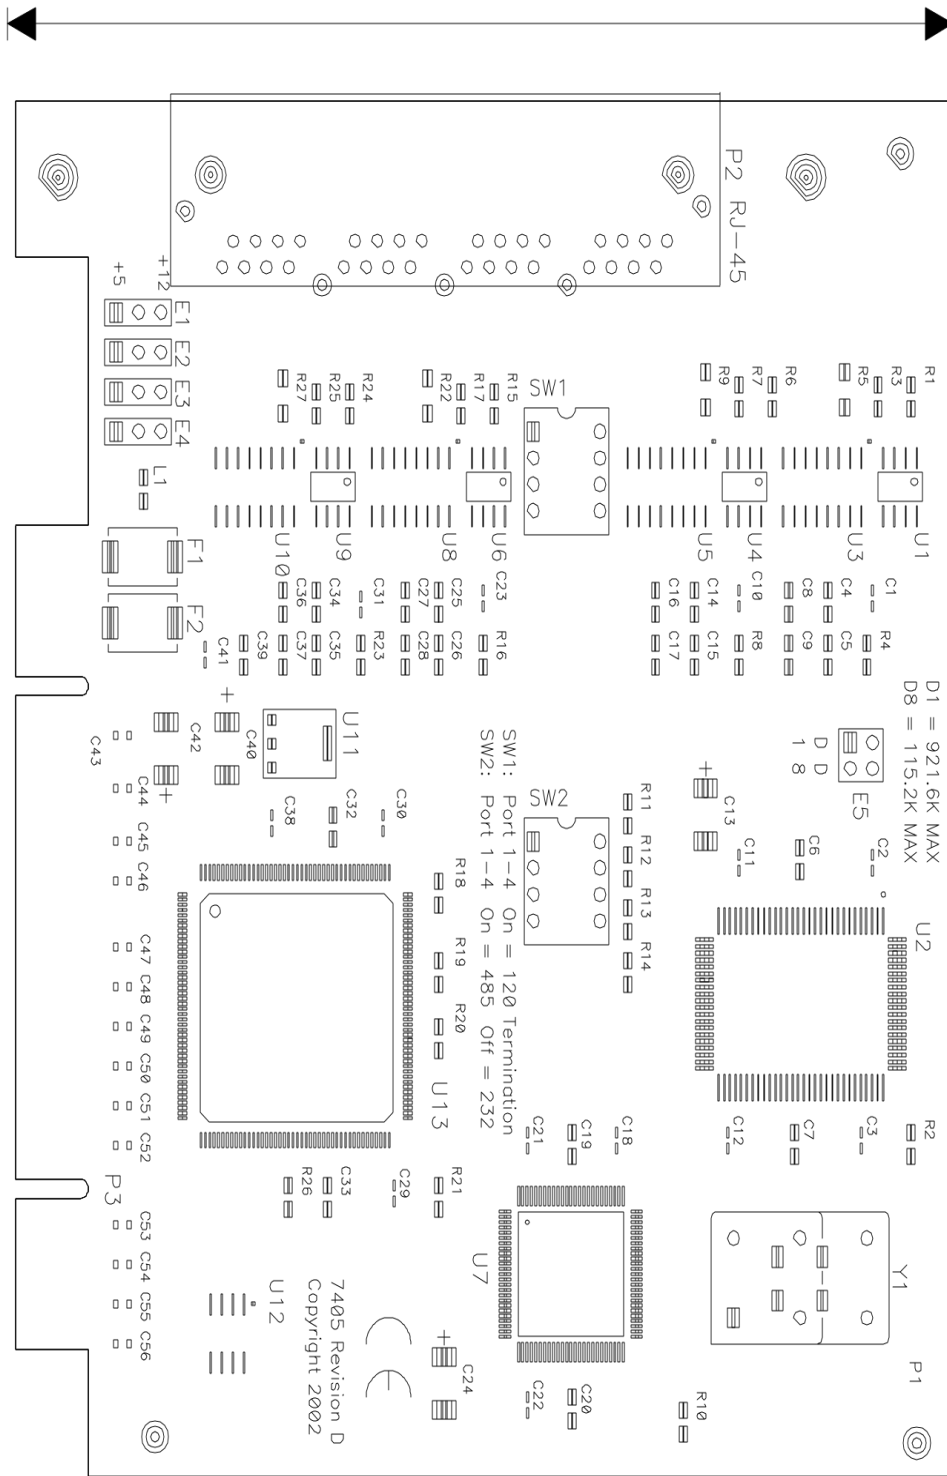 P2 RJ-45
+5
+12
E1
E2
E3
E4
L1
F1
F2
R27
R25
R24
R22
R17
R15
SW1
R9
R7
R6
R5
R3
R1
U10
U9
U8
U6
U5
U4
U3
U1
C36
C34
C31
C27
C25
C23
C16
C14
C10
C8
C4
C1
C41
C39
C37
C35
R23
C28
C26
R16
C17
C15
R8
C9
C5
R4
D1 = 921.6K MAX
D8 = 115.2K MAX
D D
1 8
E5
SW1: Port 1-4 On = 120 Termination
SW2: Port 1-4 On = 485 Off = 232
+
+
+
C43
C42
C40
U11
C13
C44
C38
C32
C30
SW2
R11
C11
C6
C2
C45
R12
C46
R18
R13
U2
C47
R19
R14
C48
C49
R20
C50
C51
U13
C52
C21
C19
C18
C12
C7
C3
R2
P3
R26
C33
C29
R21
C53
C54
U7
Y1
C55
U12
7405 Revision D
Copyright 2002
CE
+
C56
C24
C22
C20
R10
P1